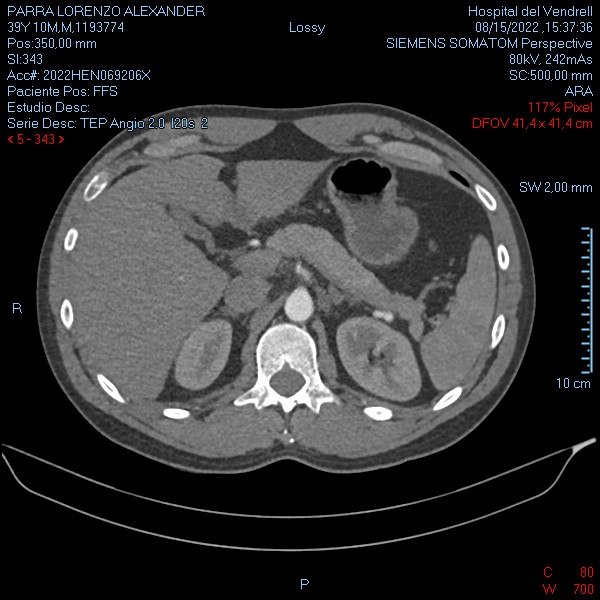 PARRA LORENZO ALEXANDER
39Y 10M,M,1193774
Pos:350,00 mm
SI:343
Acc#: 2022HEN069206X
Paciente Pos: FFS
Estudio Desc:
Serie Desc: TEP Angio 2.0 I20s 2
< 5 - 343 >
Lossy
Hospital del Vendrell
08/15/2022 ,15:37:36
SIEMENS SOMATOM Perspective
80kV, 242mAs
SC:500,00 mm
ARA
117% Pixel
DFOV 41,4 x 41,4 cm
SW 2,00 mm
R
10 cm
P
C 80
W 700